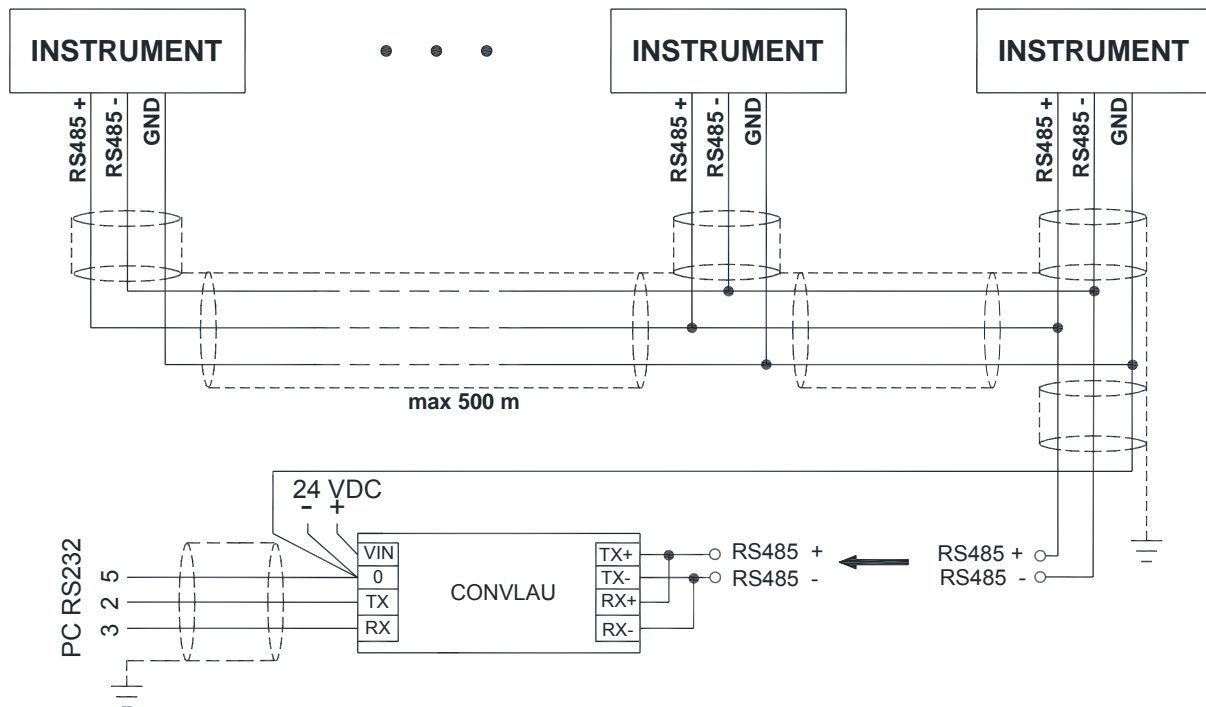 INSTRUMENT
INSTRUMENT
INSTRUMENT
RS485 +
RS485 -
GND
RS485 +
RS485 -
GND
RS485 +
RS485 -
GND
max 500 m
24 VDC
- +
PC RS232
5
2
3
VIN
0
TX
RX
CONVLAU
TX+
TX-
RX+
RX-
RS485 +
RS485 -
RS485 +
RS485 -